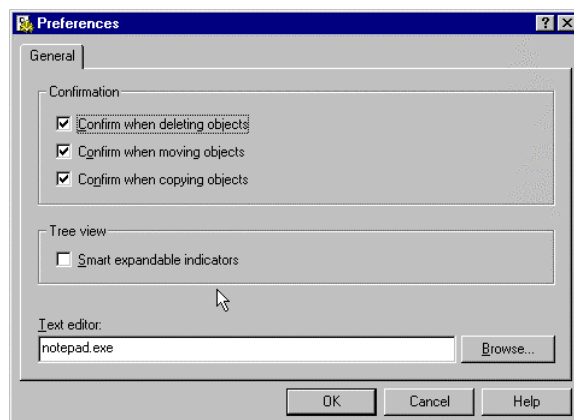 Preferences
General
Confirmation
Confirm when deleting objects
Confirm when moving objects
Confirm when copying objects
Tree view
Smart expandable indicators
Text editor:
notepad.exe
Browse...
OK
Cancel
Help